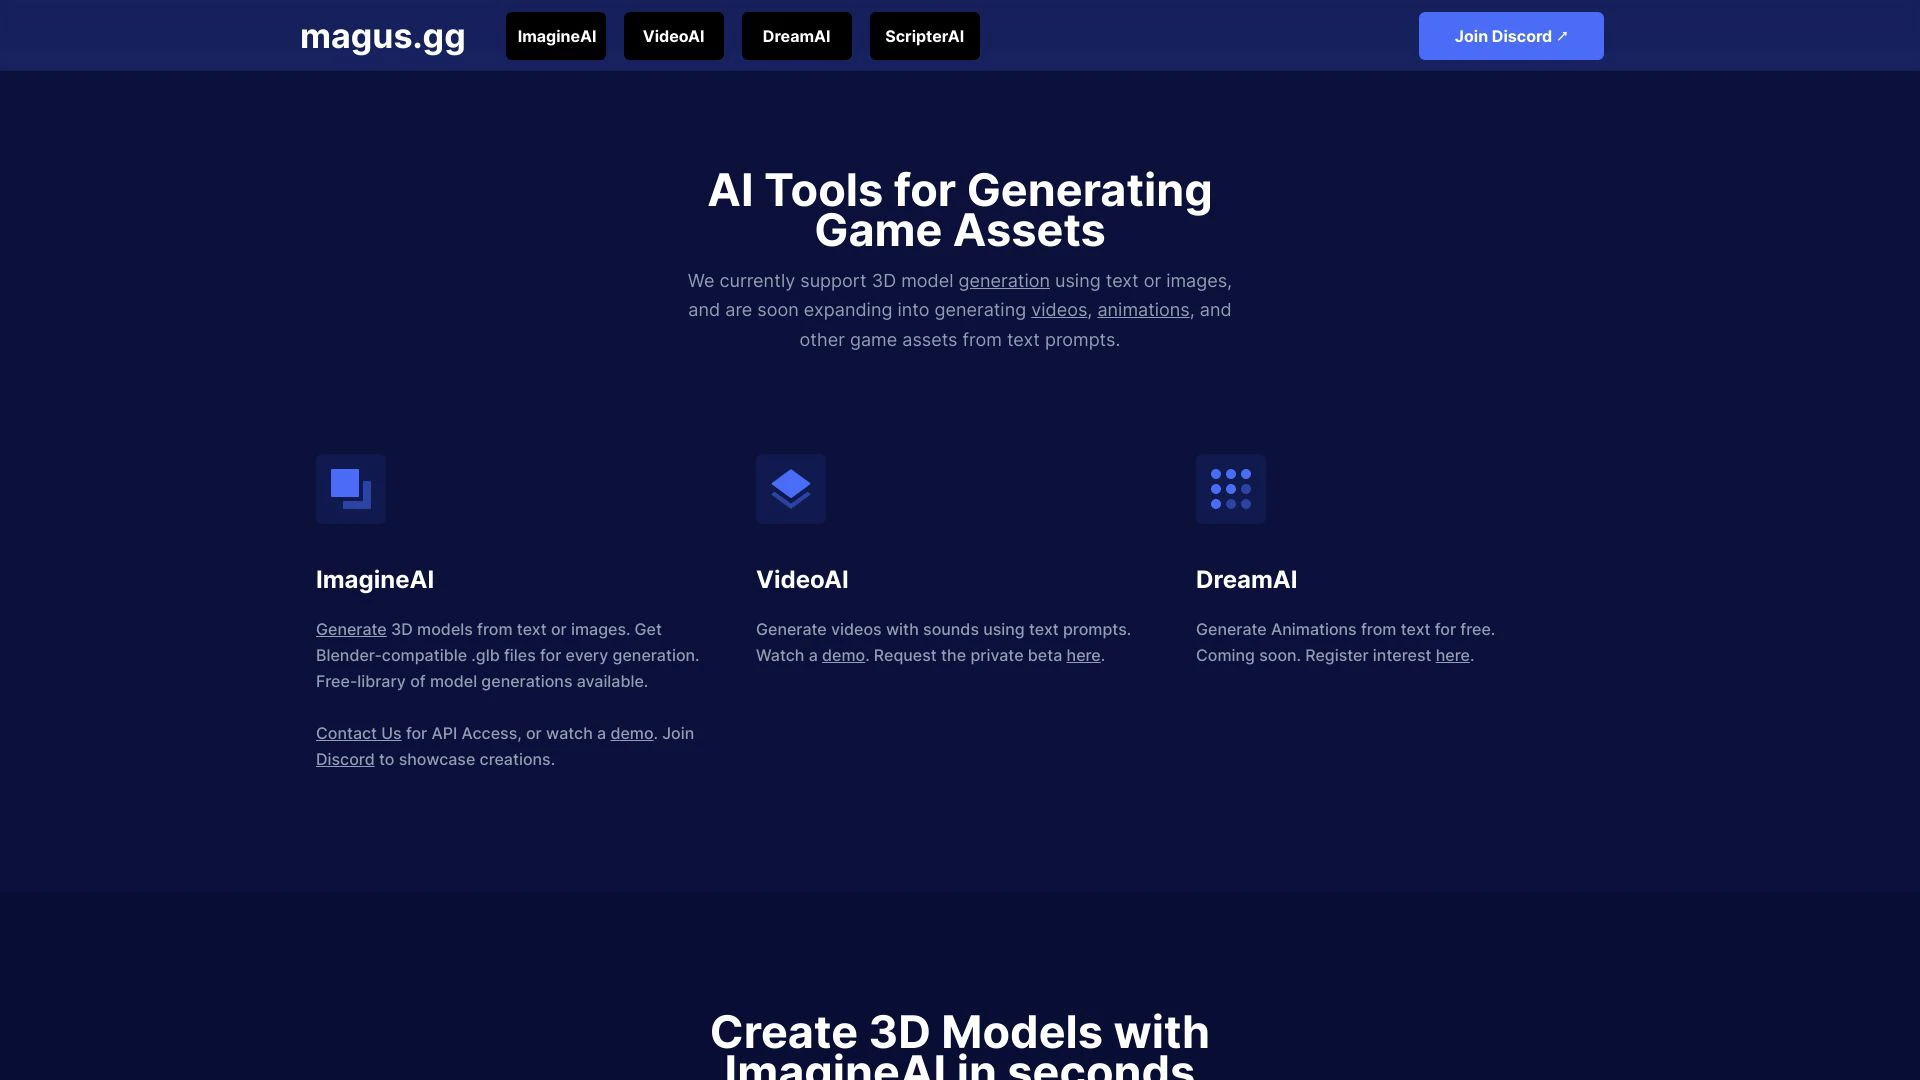 magus.gg
ImagineAI
VideoAI
DreamAI
ScripterAI
Join Discord ↗
AI Tools for Generating
Game Assets
We currently support 3D model generation using text or images,
and are soon expanding into generating videos, animations, and
other game assets from text prompts.
ImagineAI
Generate 3D models from text or images. Get
Blender-compatible .glb files for every generation.
Free-library of model generations available.
Contact Us for API Access, or watch a demo. Join
Discord to showcase creations.
VideoAI
Generate videos with sounds using text prompts.
Watch a demo. Request the private beta here.
DreamAI
Generate Animations from text for free.
Coming soon. Register interest here.
Create 3D Models with
ImagineAI in seconds